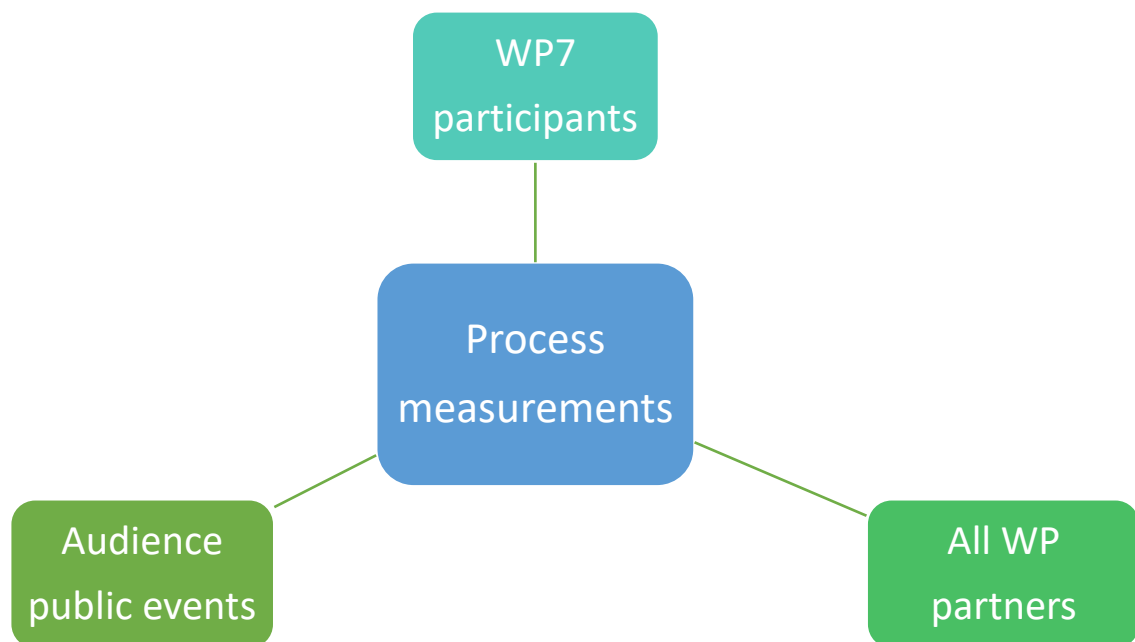 WP7
participants
Process
measurements
Audience
public events
All WP
partners